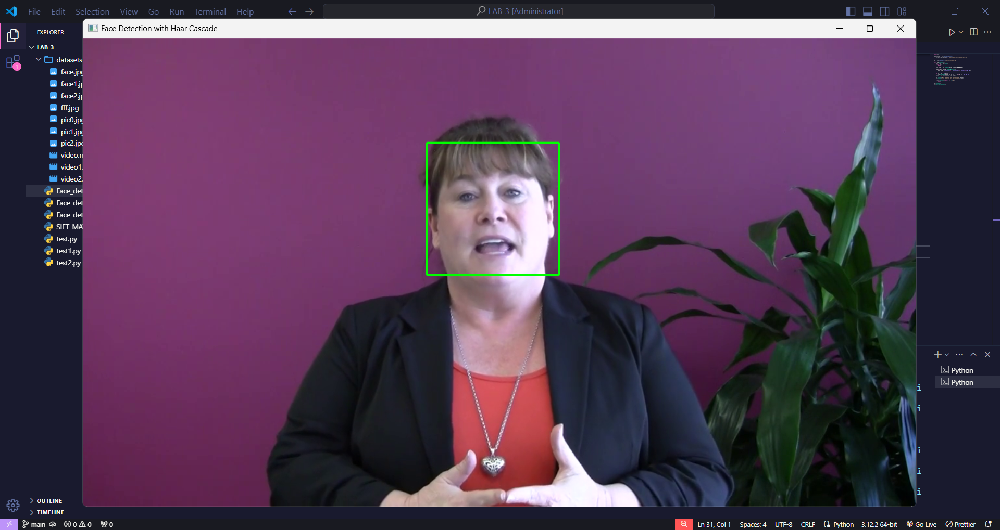 File Edit Selection View Go Run Terminal Help
LAB_3 [Administrator]
EXPLORER
LAB_3
datasets
face.jpg
face1.jp
face2.jp
fff.jpg
pic0.jpg
pic1.jpg
pic2.jpg
video.m
video1.
video2.
Face_det
Face_det
Face_det
SIFT_MA
test.py
test1.py
test2.py
OUTLINE
TIMELINE
1
Face Detection with Haar Cascade
Python
Python
i
i
i
i
i
main 0 0 0
Ln 31, Col 1 Spaces: 4 UTF-8 CRLF Python 3.12.2 64-bit Go Live Prettier